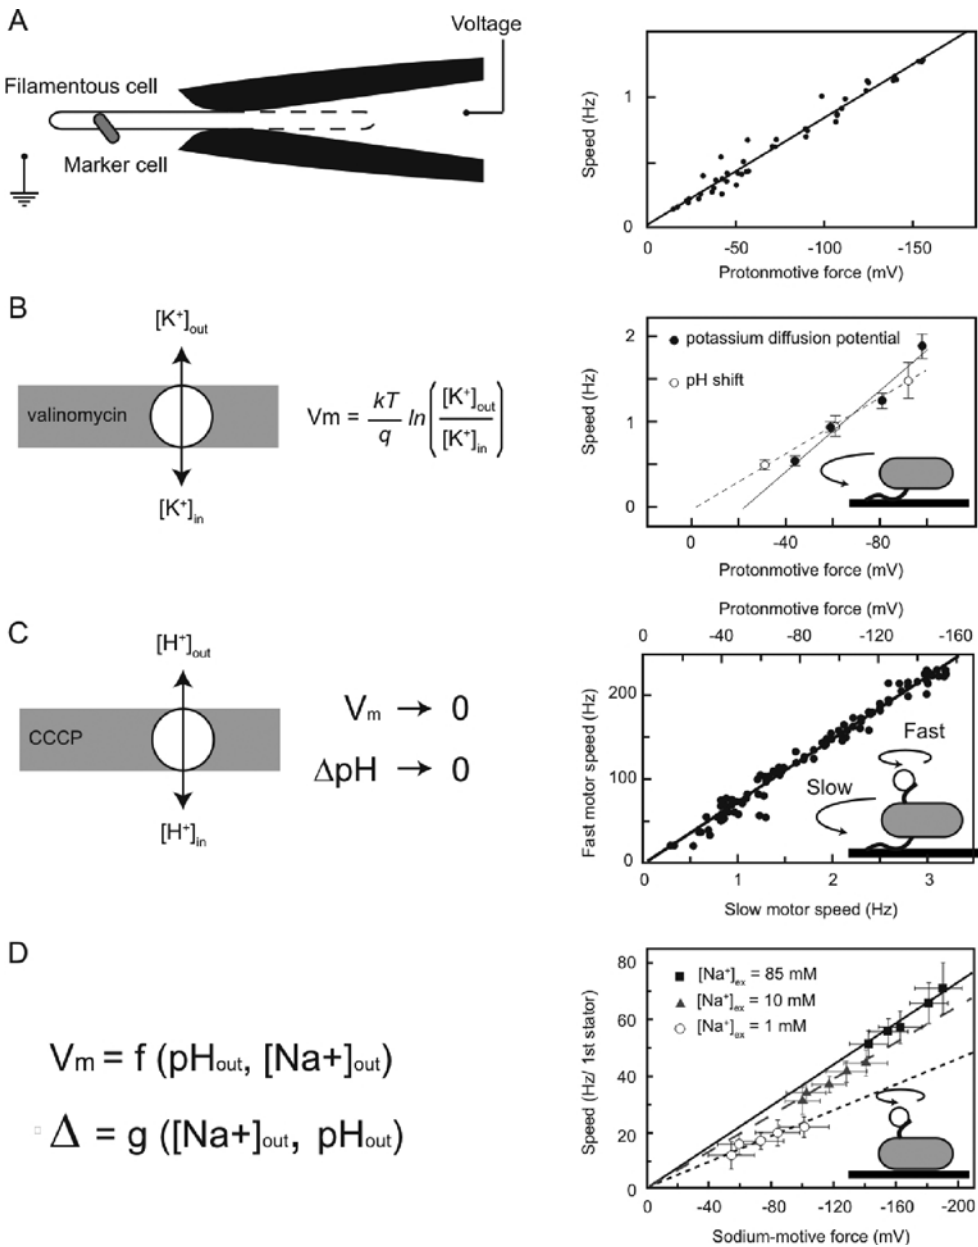 A
Voltage
Filamentous cell
Marker cell
Speed (Hz)
1
0
0 -50 -100 -150
Protonmotive force (mV)
B
[K⁺]out
valinomycin
[K⁺]in
Vm = kT/q ln([K⁺]out/[K⁺]in)
Speed (Hz)
2
1
0
potassium diffusion potential
pH shift
0 -40 -80
Protonmotive force (mV)
C
[H⁺]out
CCCP
[H⁺]in
Vm → 0
ΔpH → 0
Protonmotive force (mV)
0 -40 -80 -120 -160
Fast motor speed (Hz)
200
100
0
Fast
Slow
0 1 2 3
Slow motor speed (Hz)
D
Vm = f (pHout, [Na+]out)
Δ = g ([Na+]out, pHout)
Speed (Hz/ 1st stator)
80
60
40
20
0
[Na⁺]ex = 85 mM
[Na⁺]ex = 10 mM
[Na⁺]ex = 1 mM
-40 -80 -120 -160 -200
Sodium-motive force (mV)